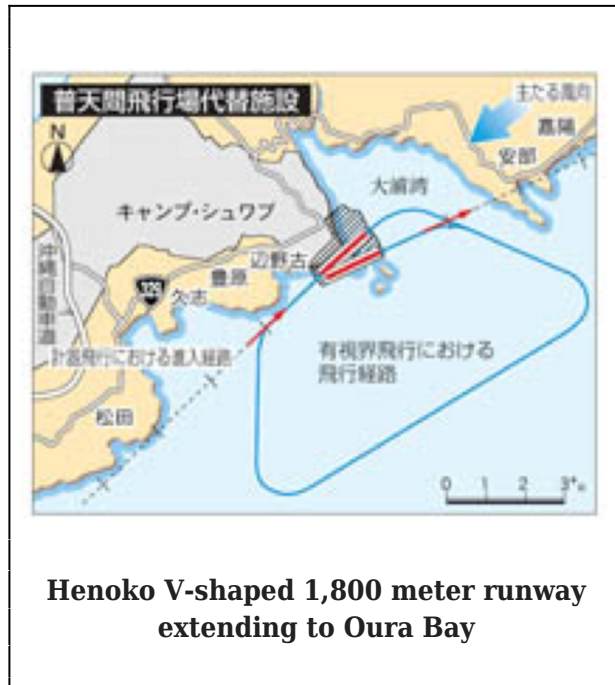 普天間飛行場代替施設
主たる風向
N
嘉陽
安部
大浦湾
キャンプ・シュワブ
辺野古
豊原
329
久志
沖縄自動車道
計器飛行における進入経路
有視界飛行における
飛行経路
松田
0 1 2 3
Henoko V-shaped 1,800 meter runway
extending to Oura Bay